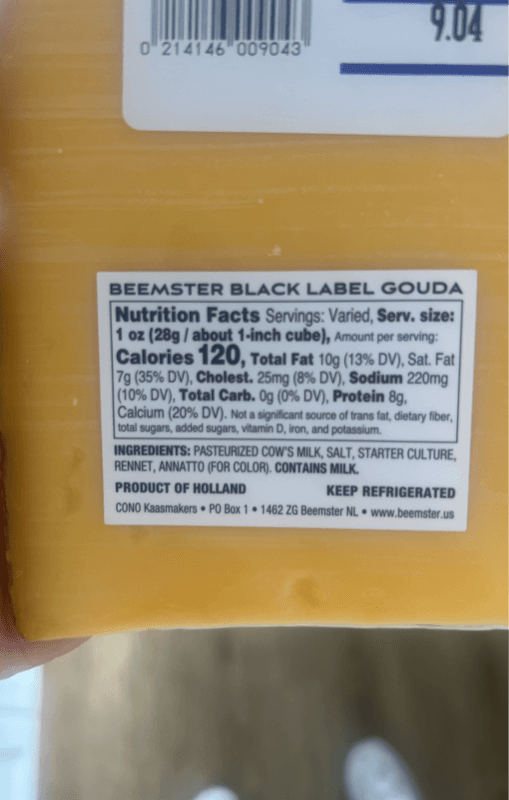 9.04
0 214146 009043
BEEMSTER BLACK LABEL GOUDA
Nutrition Facts Servings: Varied, Serv. size:
1 oz (28g / about 1-inch cube), Amount per serving:
Calories 120, Total Fat 10g (13% DV), Sat. Fat
7g (35% DV), Cholest. 25mg (8% DV), Sodium 220mg
(10% DV), Total Carb. 0g (0% DV), Protein 8g,
Calcium (20% DV). Not a significant source of trans fat, dietary fiber,
total sugars, added sugars, vitamin D, iron, and potassium.
INGREDIENTS: PASTEURIZED COW'S MILK, SALT, STARTER CULTURE,
RENNET, ANNATTO (FOR COLOR). CONTAINS MILK.
PRODUCT OF HOLLAND KEEP REFRIGERATED
CONO Kaasmakers • PO Box 1 • 1462 ZG Beemster NL • www.beemster.us